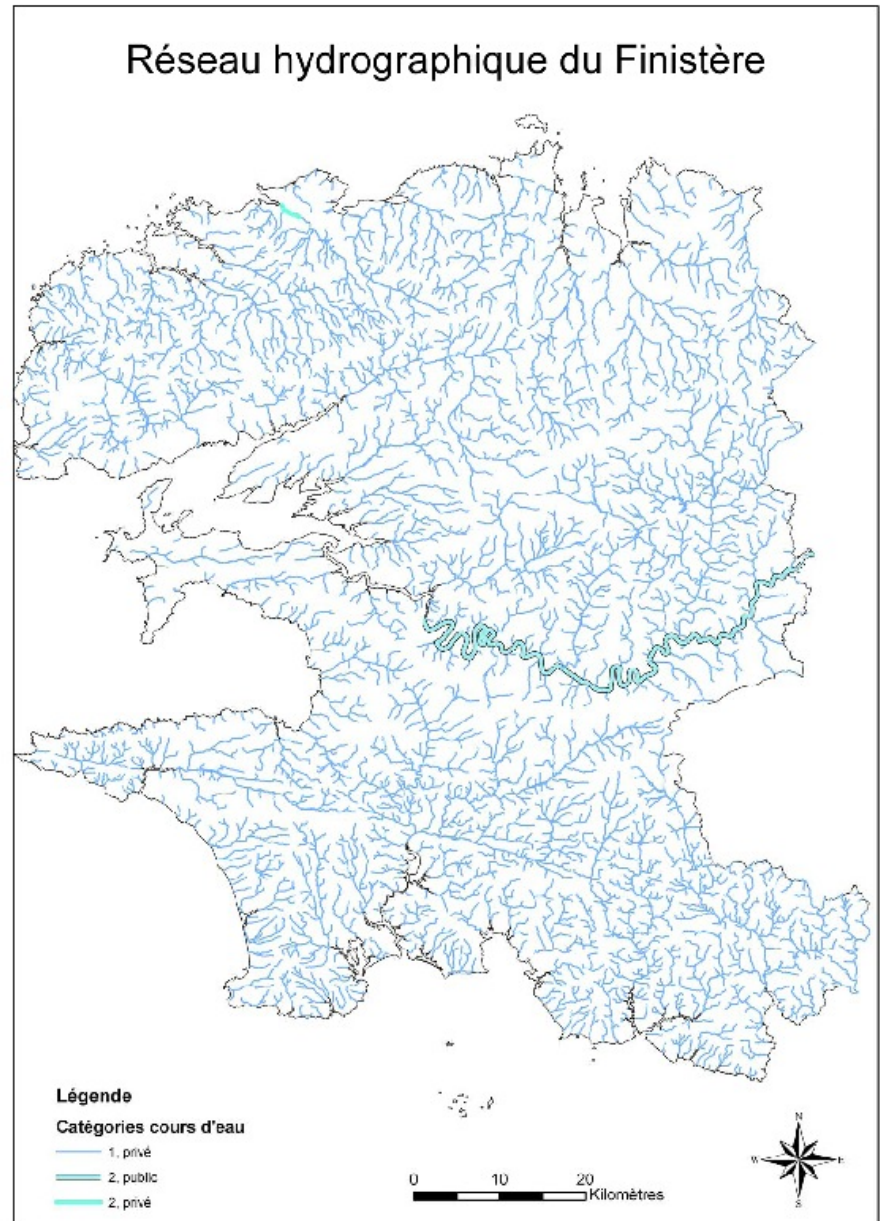 Réseau hydrographique du Finistère
Légende
Catégories cours d'eau
1, privé
2, public
2, privé
0 10 20
Kilomètres
N
W E
S